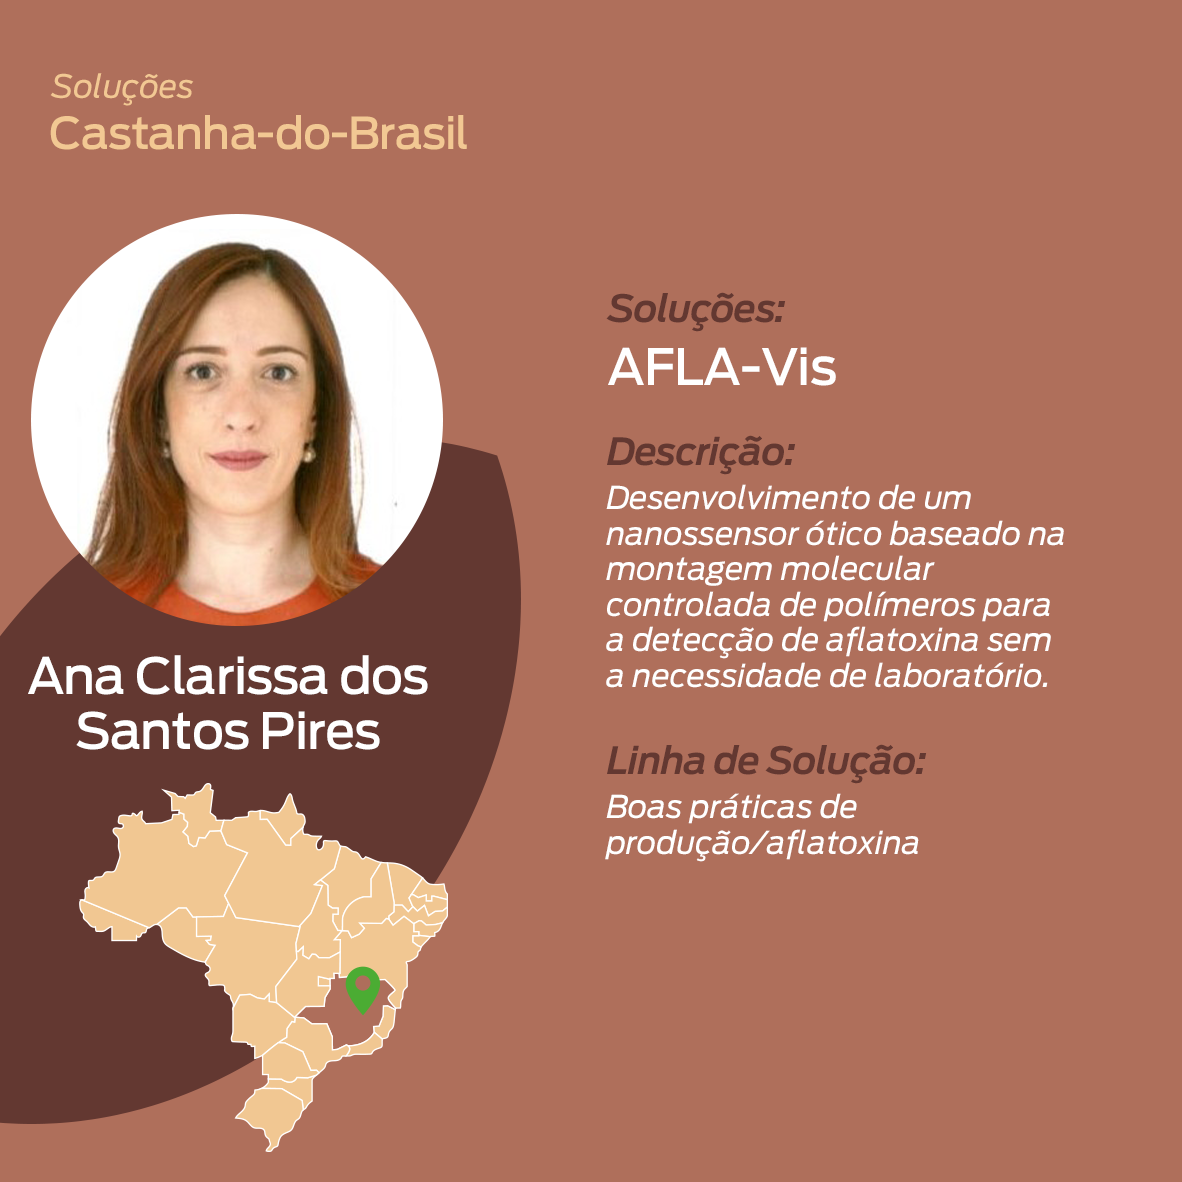 Soluções
Castanha-do-Brasil
Ana Clarissa dos
Santos Pires
Soluções:
AFLA-Vis
Descrição:
Desenvolvimento de um
nanossensor ótico baseado na
montagem molecular
controlada de polímeros para
a detecção de aflatoxina sem
a necessidade de laboratório.
Linha de Solução:
Boas práticas de
produção/aflatoxina